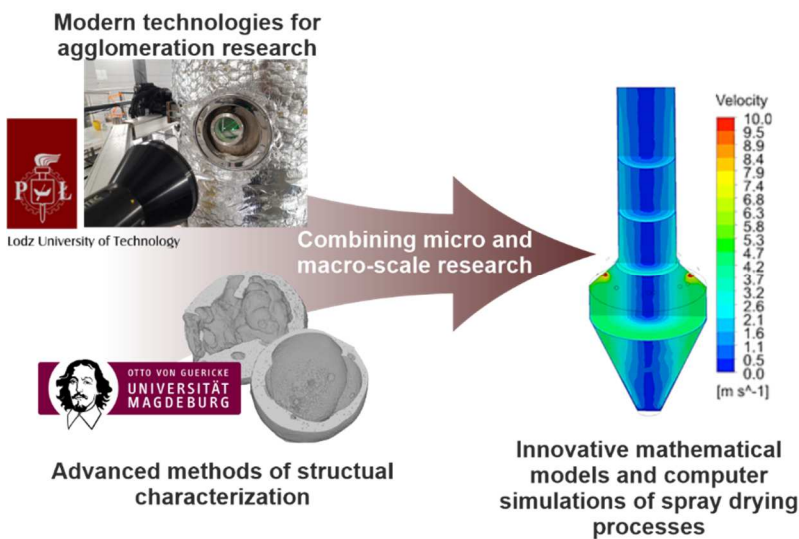 Modern technologies for
agglomeration research
P Ł
Lodz University of Technology
Combining micro and
macro-scale research
OTTO VON GUERICKE
UNIVERSITÄT
MAGDEBURG
Advanced methods of structual
characterization
Velocity
10.0
9.5
8.9
8.4
7.9
7.4
6.8
6.3
5.8
5.3
4.7
4.2
3.7
3.2
2.6
2.1
1.6
1.1
0.5
0.0
[m s^-1]
Innovative mathematical
models and computer
simulations of spray drying
processes